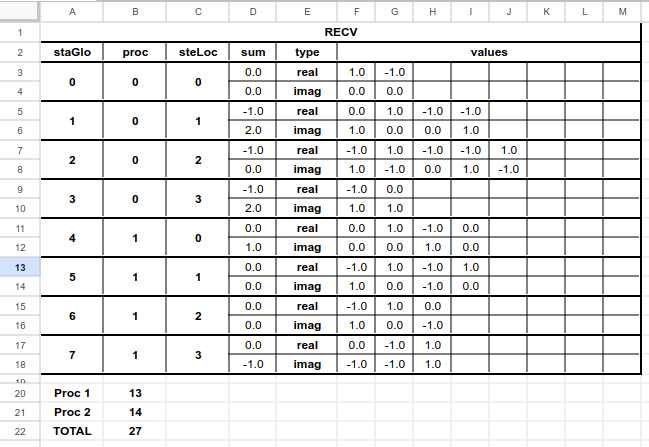 A B C D E F G H I J K L M
1 RECV
2 staGlo proc steLoc sum type values
3 0.0 real 1.0 -1.0
0 0 0
4 0.0 imag 0.0 0.0
5 -1.0 real 0.0 1.0 -1.0 -1.0
1 0 1
6 2.0 imag 1.0 0.0 0.0 1.0
7 -1.0 real -1.0 1.0 -1.0 -1.0 1.0
2 0 2
8 0.0 imag 1.0 -1.0 0.0 1.0 -1.0
9 -1.0 real -1.0 0.0
3 0 3
10 2.0 imag 1.0 1.0
11 0.0 real 0.0 1.0 -1.0 0.0
4 1 0
12 1.0 imag 0.0 0.0 1.0 0.0
13 0.0 real -1.0 1.0 -1.0 1.0
5 1 1
14 0.0 imag 1.0 0.0 -1.0 0.0
15 0.0 real -1.0 1.0 0.0
6 1 2
16 0.0 imag 1.0 0.0 -1.0
17 0.0 real 0.0 -1.0 1.0
7 1 3
18 -1.0 imag -1.0 -1.0 1.0
19
20 Proc 1 13
21 Proc 2 14
22 TOTAL 27